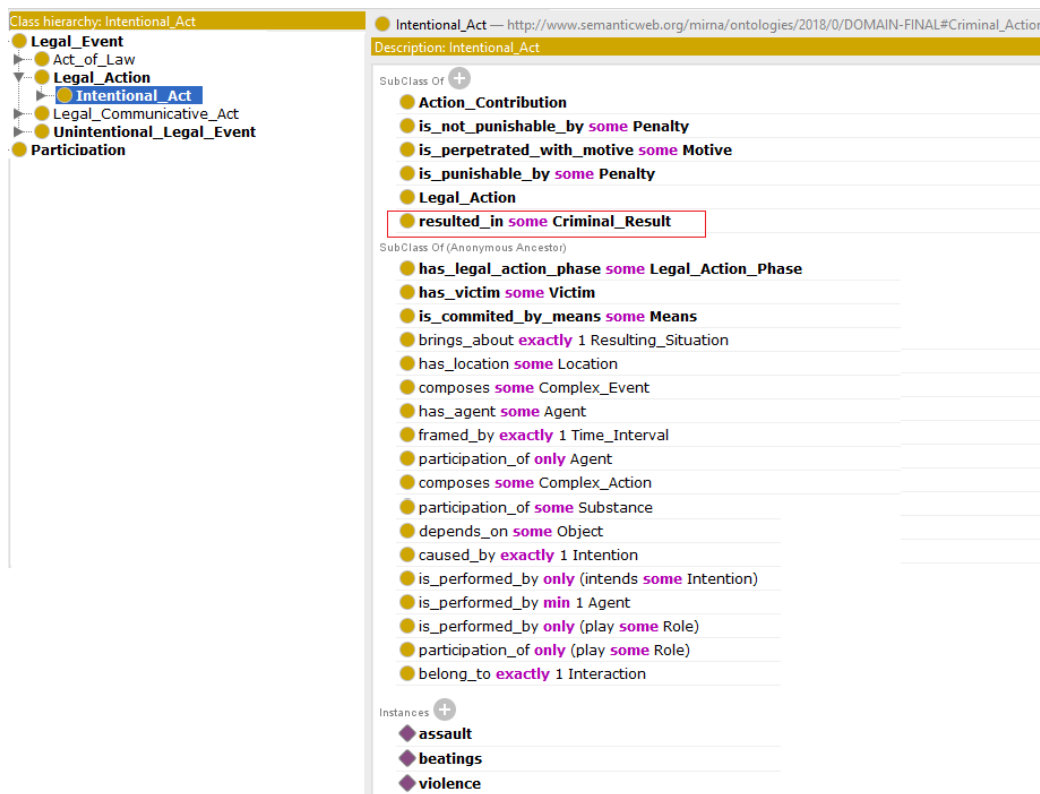 Class hierarchy: Intentional_Act
Legal_Event
Act_of_Law
Legal_Action
Intentional_Act
Legal_Communicative_Act
Unintentional_Legal_Event
Participation
Intentional_Act — http://www.semanticweb.org/mirna/ontologies/2018/0/DOMAIN-FINAL#Criminal_Action
Description: Intentional_Act
SubClass Of
Action_Contribution
is_not_punishable_by some Penalty
is_perpetrated_with_motive some Motive
is_punishable_by some Penalty
Legal_Action
resulted_in some Criminal_Result
SubClass Of (Anonymous Ancestor)
has_legal_action_phase some Legal_Action_Phase
has_victim some Victim
is_commited_by_means some Means
brings_about exactly 1 Resulting_Situation
has_location some Location
composes some Complex_Event
has_agent some Agent
framed_by exactly 1 Time_Interval
participation_of only Agent
composes some Complex_Action
participation_of some Substance
depends_on some Object
caused_by exactly 1 Intention
is_performed_by only (intends some Intention)
is_performed_by min 1 Agent
is_performed_by only (play some Role)
participation_of only (play some Role)
belong_to exactly 1 Interaction
Instances
assault
beatings
violence